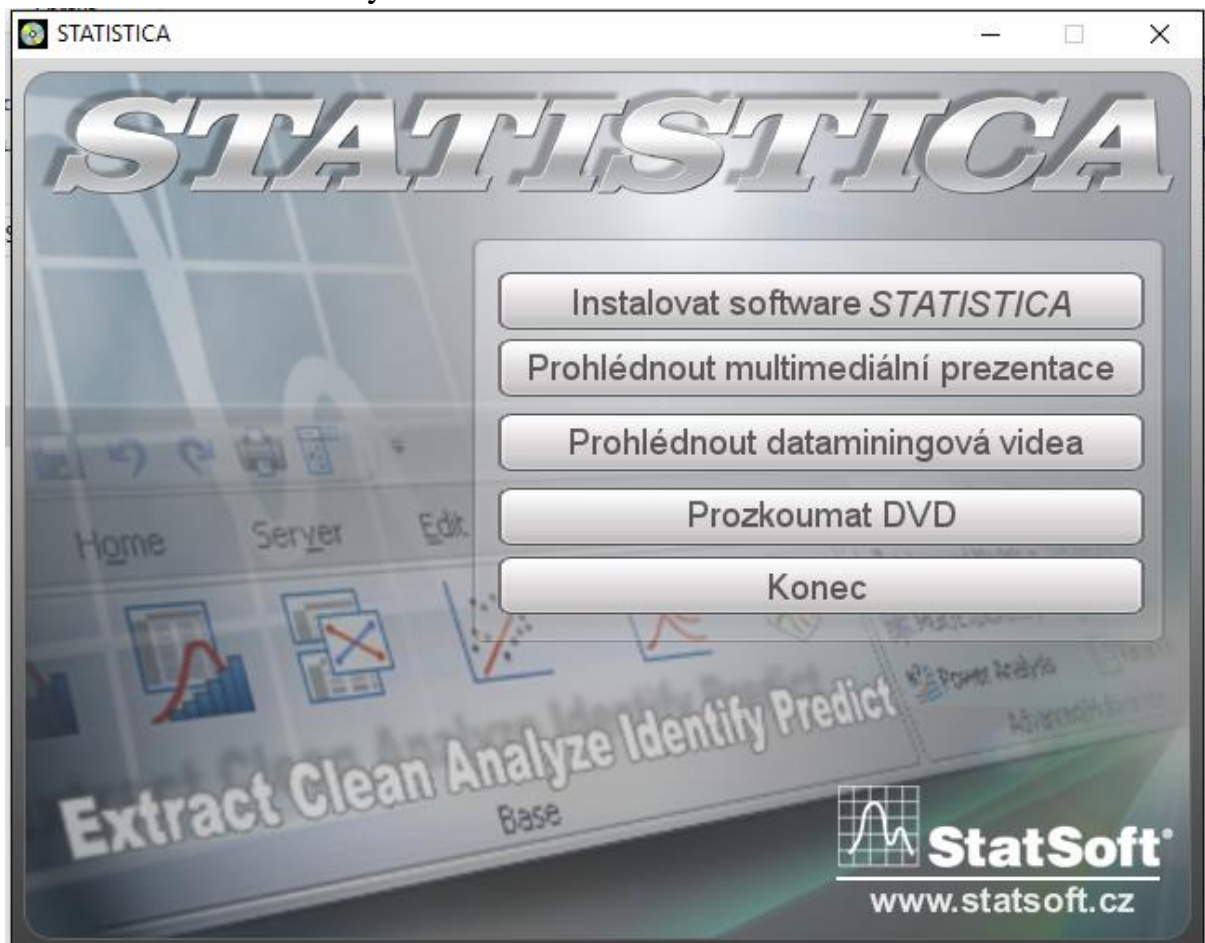 STATISTICA
STATISTICA
Instalovat software STATISTICA
Prohlédnout multimediální prezentace
Prohlédnout dataminingová videa
Prozkoumat DVD
Konec
Home Server Edit
Power Analysis
Extract Clean Analyze Identify Predict
Base
StatSoft
www.statsoft.cz